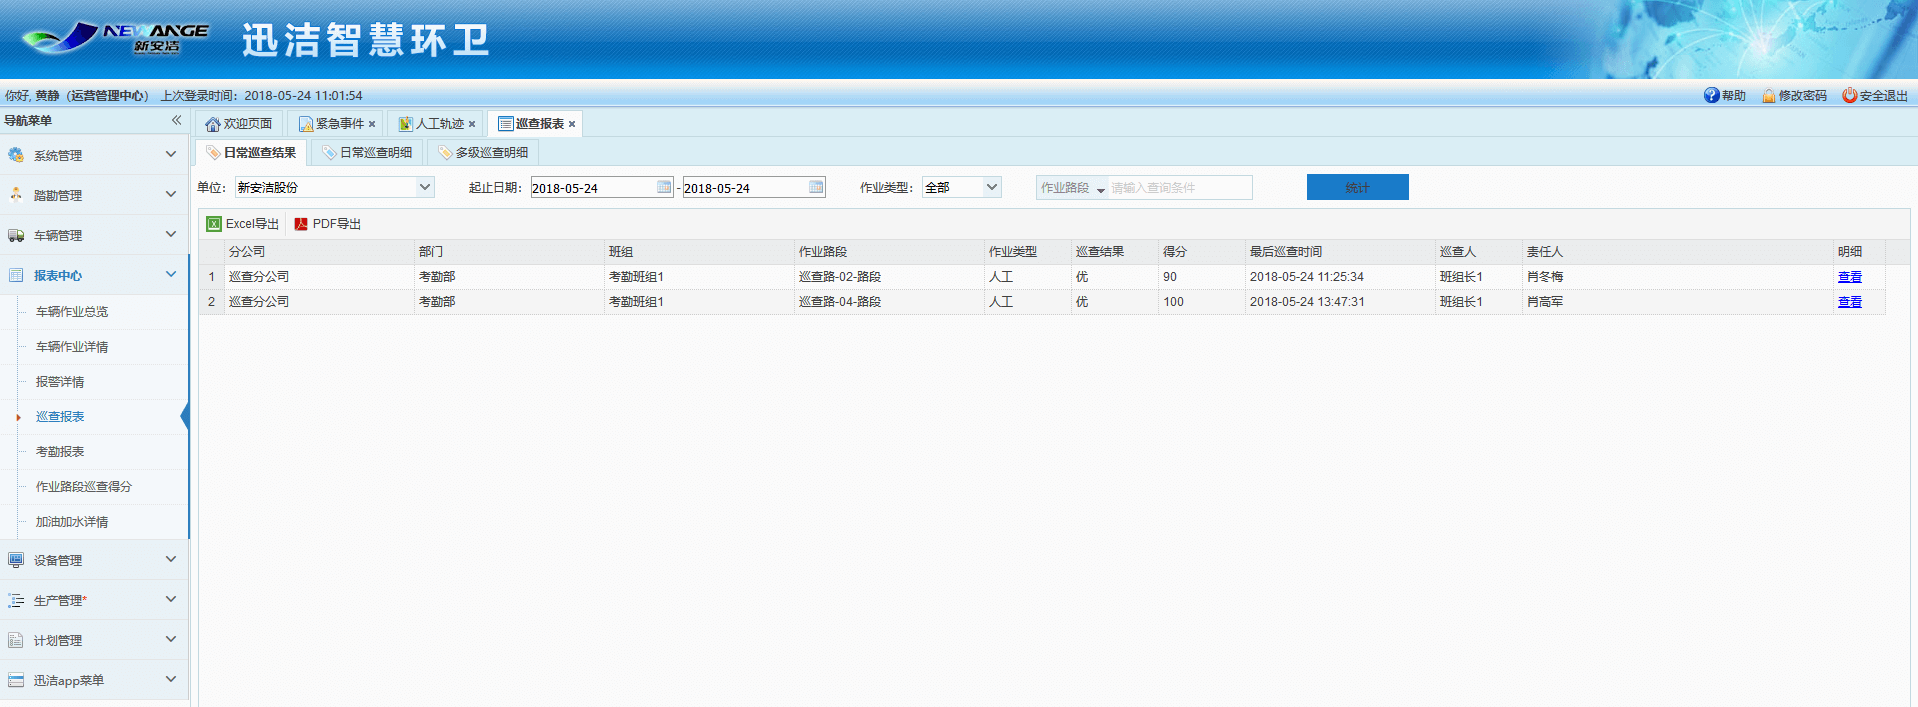 NEWANGE
新安洁
迅洁智慧环卫
你好, 黄静（运营管理中心） 上次登录时间：2018-05-24 11:01:54
帮助 修改密码 安全退出
导航菜单
欢迎页面 紧急事件 人工轨迹 巡查报表
系统管理
踏勘管理
车辆管理
报表中心
车辆作业总览
车辆作业详情
报警详情
巡查报表
考勤报表
作业路段巡查得分
加油加水详情
设备管理
生产管理*
计划管理
迅洁app菜单
日常巡查结果 日常巡查明细 多级巡查明细
单位： 新安洁股份 起止日期： 2018-05-24 - 2018-05-24 作业类型： 全部 作业路段 请输入查询条件 统计
Excel导出 PDF导出
分公司 部门 班组 作业路段 作业类型 巡查结果 得分 最后巡查时间 巡查人 责任人 明细
1 巡查分公司 考勤部 考勤班组1 巡查路-02-路段 人工 优 90 2018-05-24 11:25:34 班组长1 肖冬梅 查看
2 巡查分公司 考勤部 考勤班组1 巡查路-04-路段 人工 优 100 2018-05-24 13:47:31 班组长1 肖高军 查看